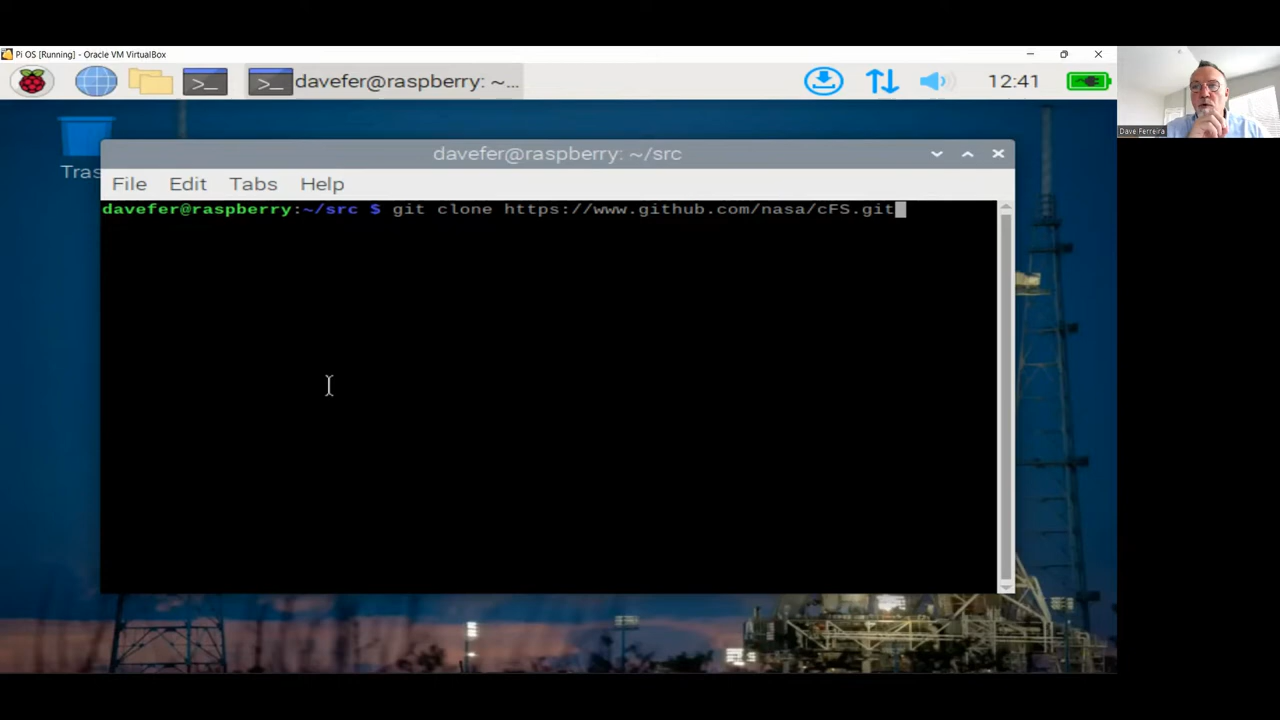 Pi OS [Running] - Oracle VM VirtualBox
davefer@raspberry: ~...
12:41
Dave Ferreira
Tras
davefer@raspberry: ~/src
File Edit Tabs Help
davefer@raspberry:~/src $ git clone https://www.github.com/nasa/cFS.git